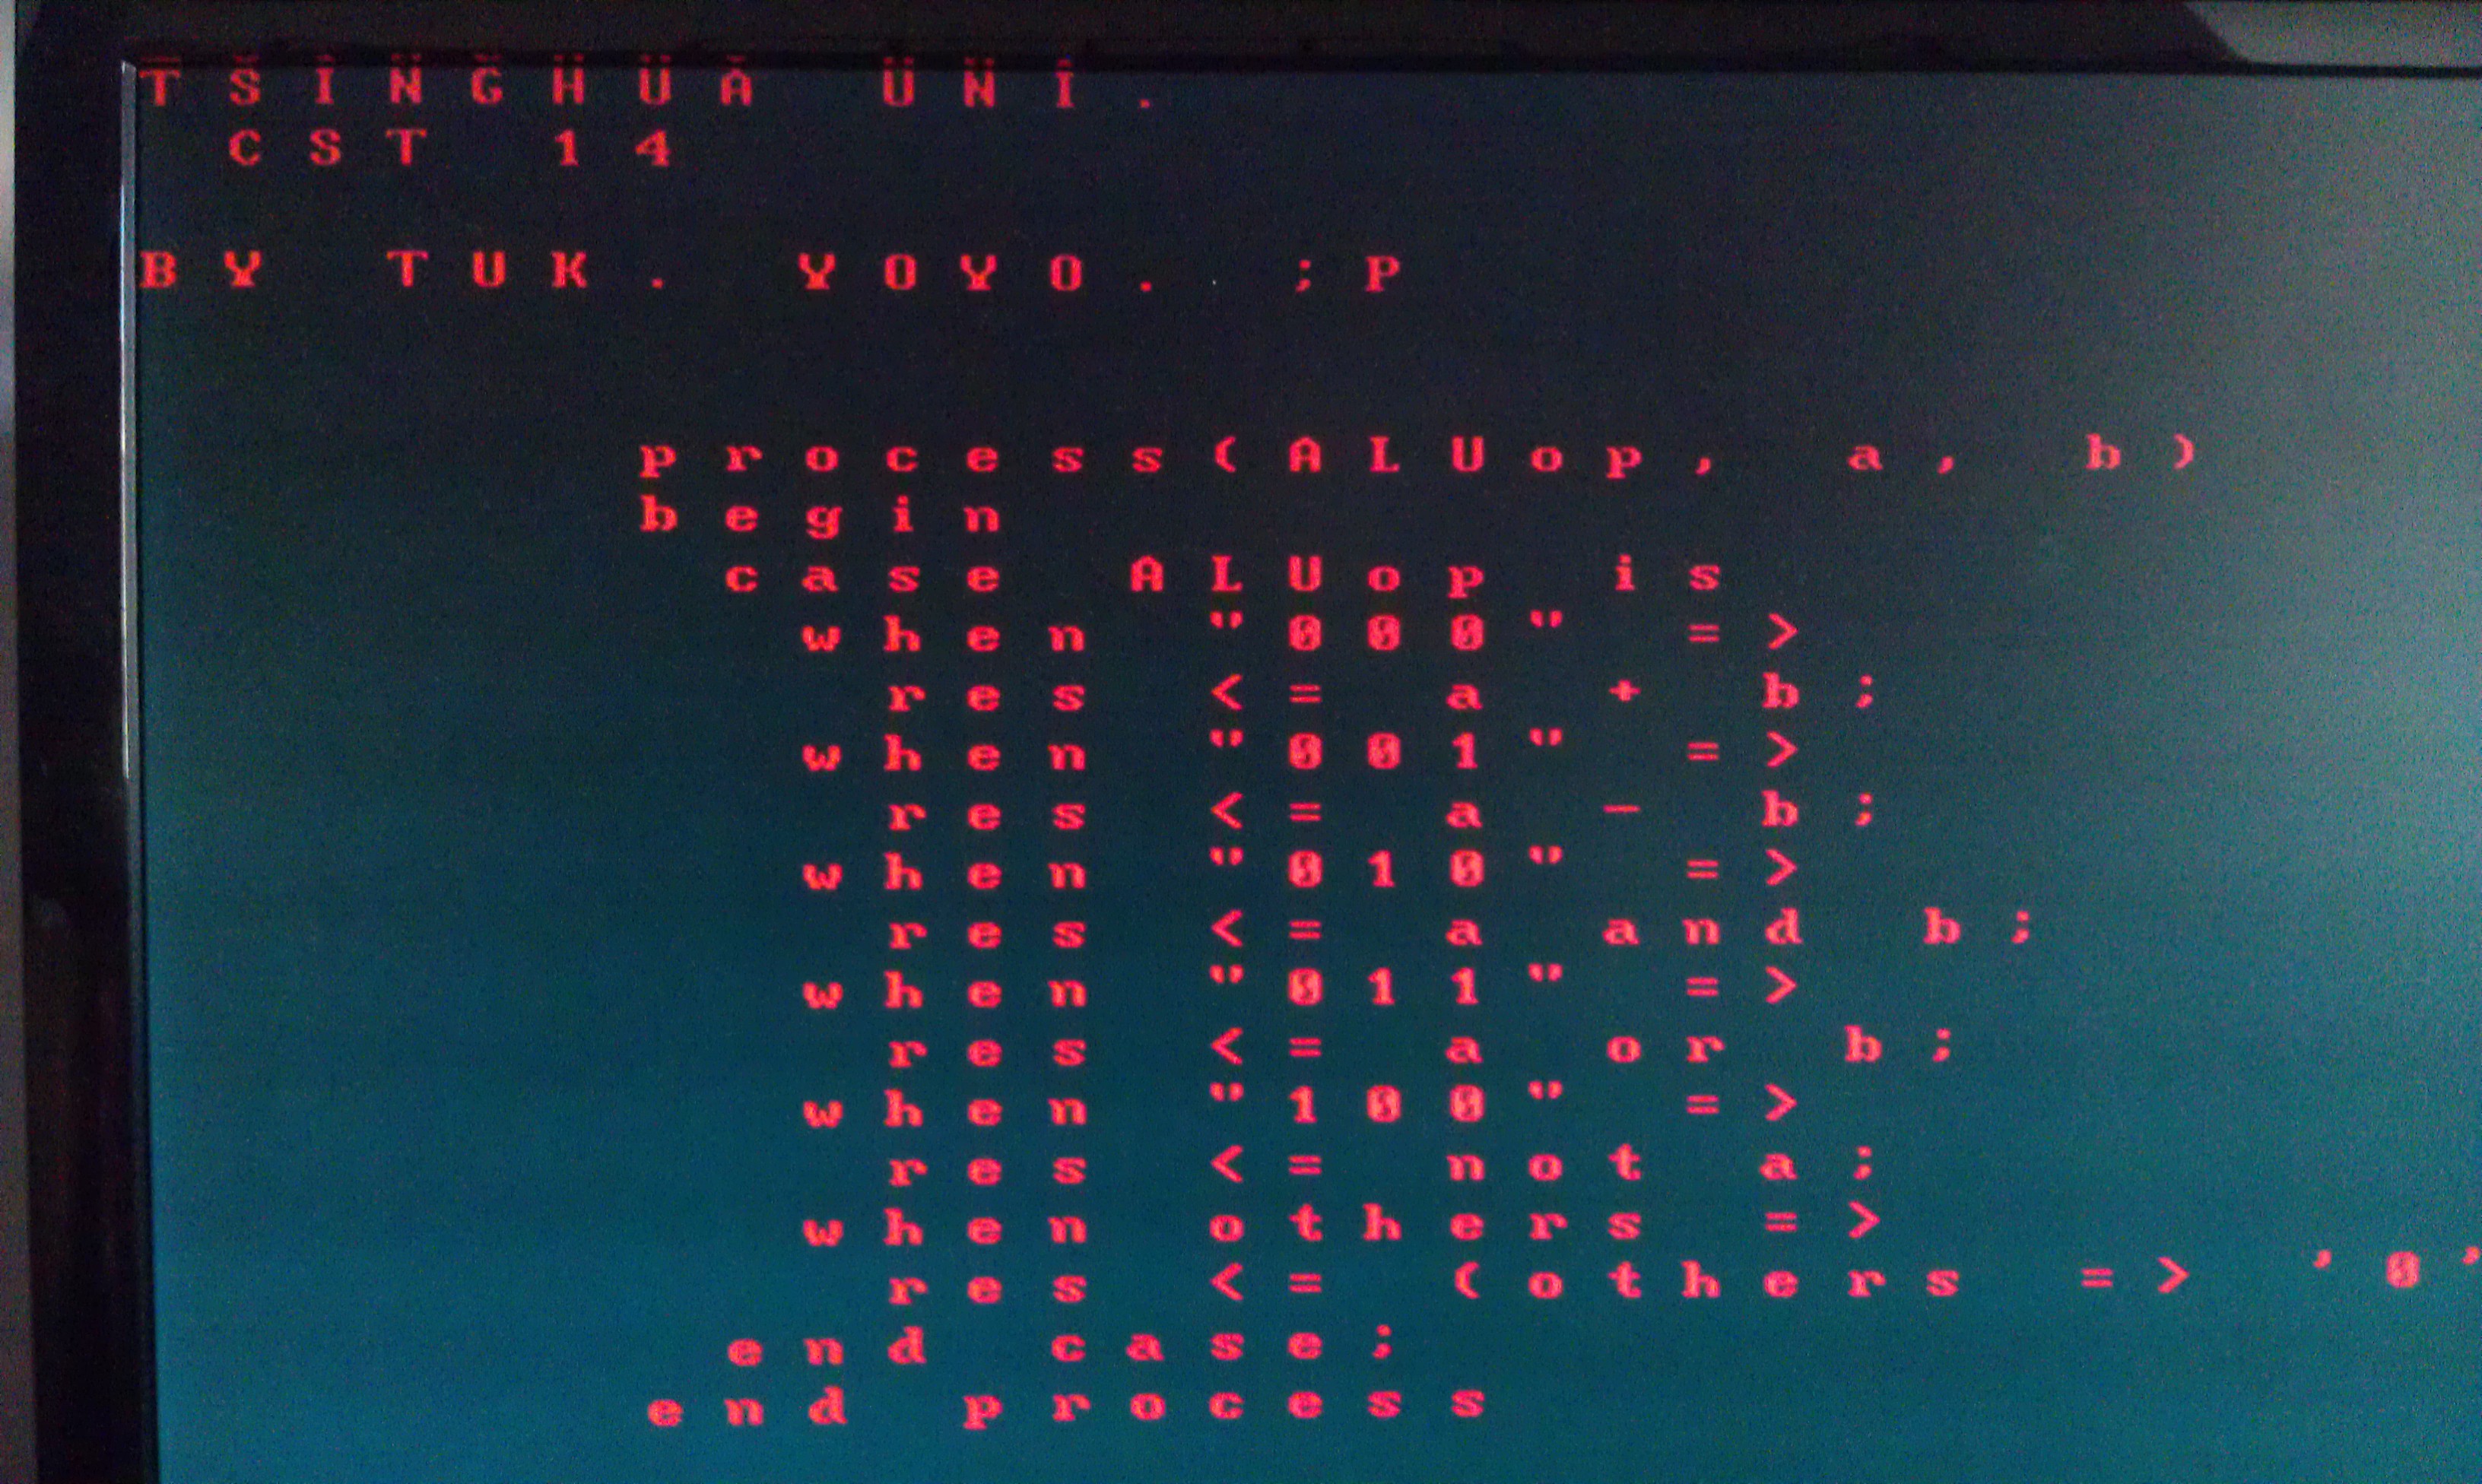 TSINGHUA UNI.
CST 14
BY TUK. YOYO. ;P
process(ALUop, a, b)
begin
case ALUop is
when "000" =>
res <= a + b;
when "001" =>
res <= a - b;
when "010" =>
res <= a and b;
when "011" =>
res <= a or b;
when "100" =>
res <= not a;
when others =>
res <= (others => '0'
end case;
end process